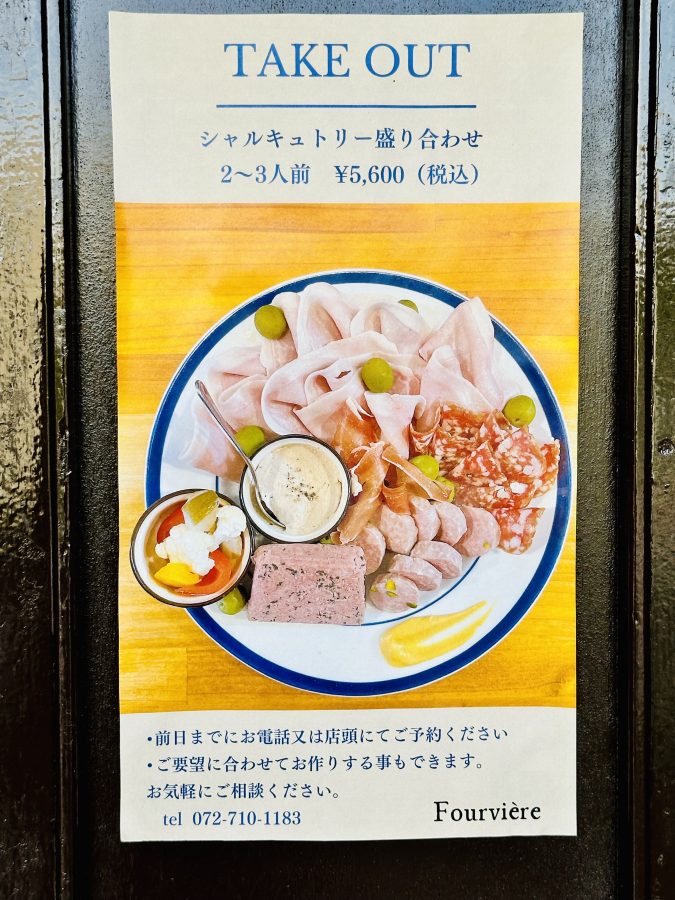 TAKE OUT
シャルキュトリー盛り合わせ
2〜3人前　¥5,600（税込）
•前日までにお電話又は店頭にてご予約ください
•ご要望に合わせてお作りする事もできます。
お気軽にご相談ください。
tel 072-710-1183
Fourvière